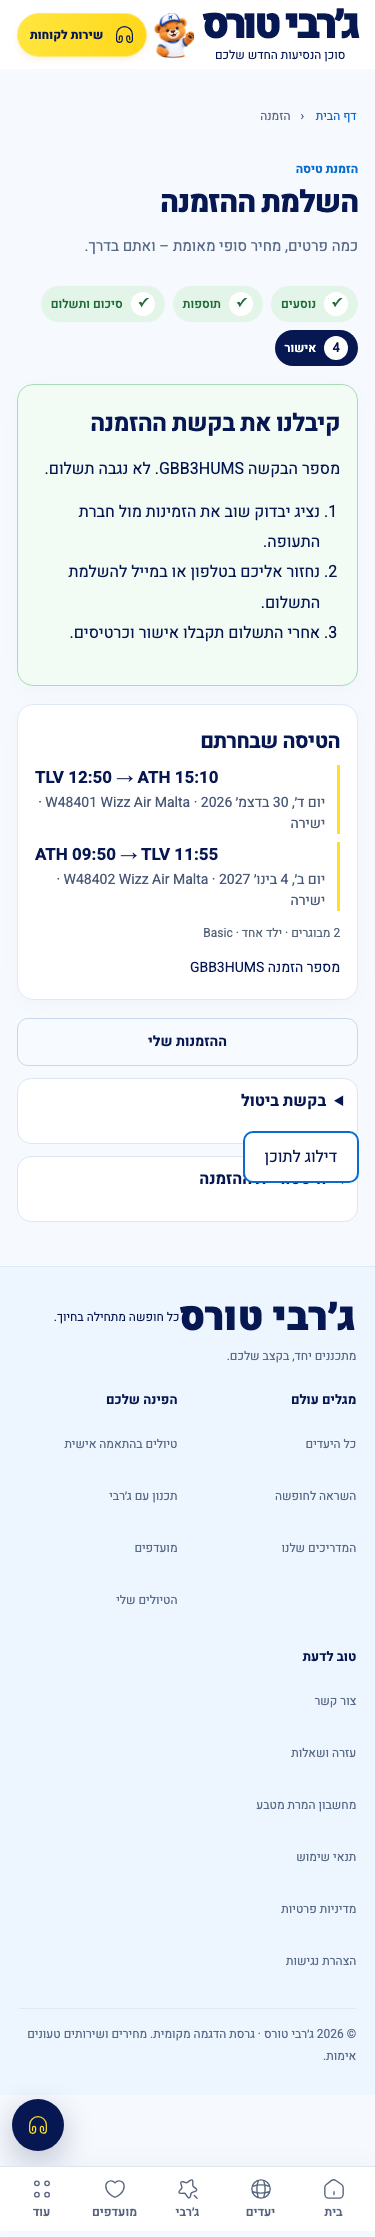 ג׳רבי טורס
סוכן הנסיעות החדש שלכם
שירות לקוחות
דף הבית › הזמנה
הזמנת טיסה
השלמת ההזמנה
כמה פרטים, מחיר סופי מאומת – ואתם בדרך.
✓ נוסעים
✓ תוספות
✓ סיכום ותשלום
4 אישור
קיבלנו את בקשת ההזמנה
מספר הבקשה GBB3HUMS. לא נגבה תשלום.
1. נציג יבדוק שוב את הזמינות מול חברת
התעופה.
2. נחזור אליכם בטלפון או במייל להשלמת
התשלום.
3. אחרי התשלום תקבלו אישור וכרטיסים.
הטיסה שבחרתם
TLV 12:50 → ATH 15:10
יום ד׳, 30 בדצמ׳ 2026 · W48401 Wizz Air Malta ·
ישירה
ATH 09:50 → TLV 11:55
יום ב׳, 4 בינו׳ 2027 · W48402 Wizz Air Malta ·
ישירה
2 מבוגרים · ילד אחד · Basic
מספר הזמנה GBB3HUMS
ההזמנות שלי
בקשת ביטול
דילוג לתוכן
ההזמנה
ג׳רבי טורס
כל חופשה מתחילה בחיוך.
מתכננים יחד, בקצב שלכם.
מגלים עולם
כל היעדים
השראה לחופשה
המדריכים שלנו
הפינה שלכם
טיולים בהתאמה אישית
תכנון עם ג׳רבי
מועדפים
הטיולים שלי
טוב לדעת
צור קשר
עזרה ושאלות
מחשבון המרת מטבע
תנאי שימוש
מדיניות פרטיות
הצהרת נגישות
© 2026 ג׳רבי טורס · גרסת הדגמה מקומית. מחירים ושירותים טעונים
אימות.
בית
יעדים
ג׳רבי
מועדפים
עוד